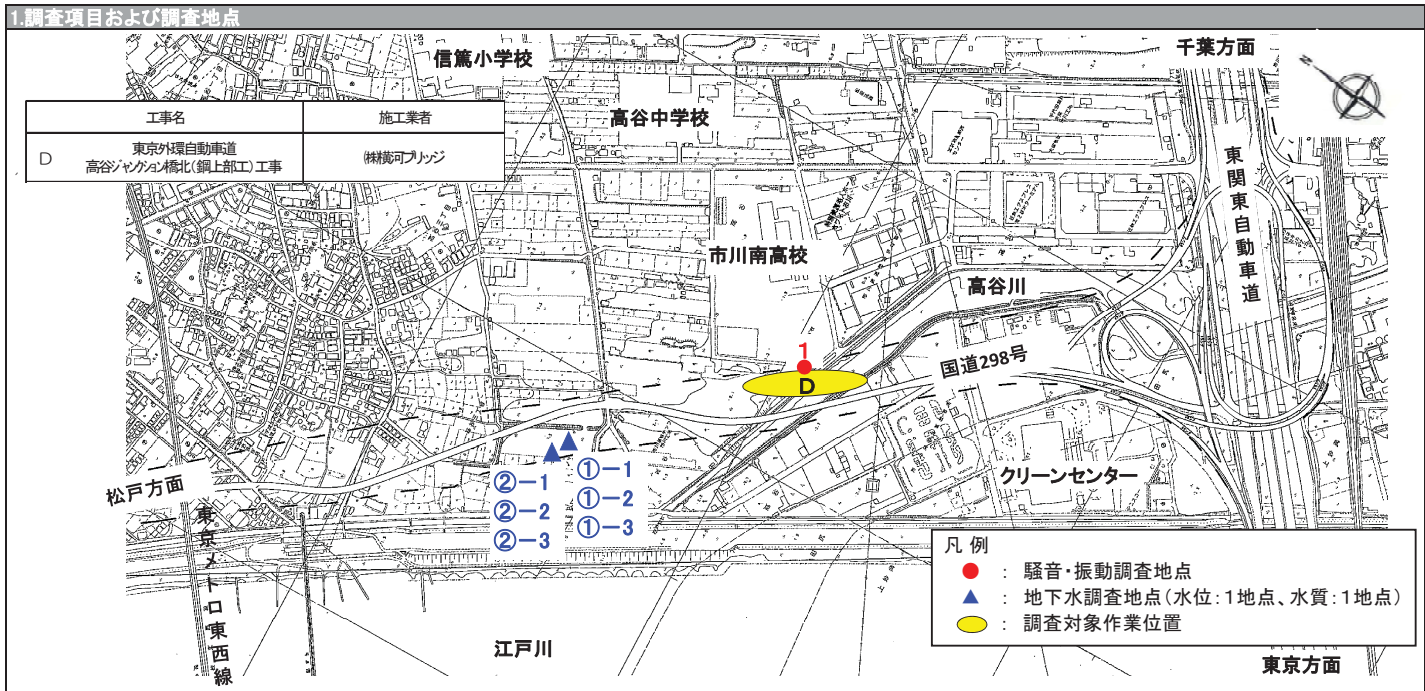 1.調査項目および調査地点
信篤小学校
千葉方面
工事名
施工業者
高谷中学校
D
東京外環自動車道
高谷ジャンクション橋北(鋼上部工)工事
㈱横河ブリッジ
東関東自動車道
市川南高校
高谷川
1
国道298号
D
クリーンセンター
松戸方面
②-1
②-2
②-3
①-1
①-2
①-3
東京メトロ東西線
凡 例
: 騒音・振動調査地点
: 地下水調査地点(水位:1地点、水質:1地点)
: 調査対象作業位置
江戸川
東京方面